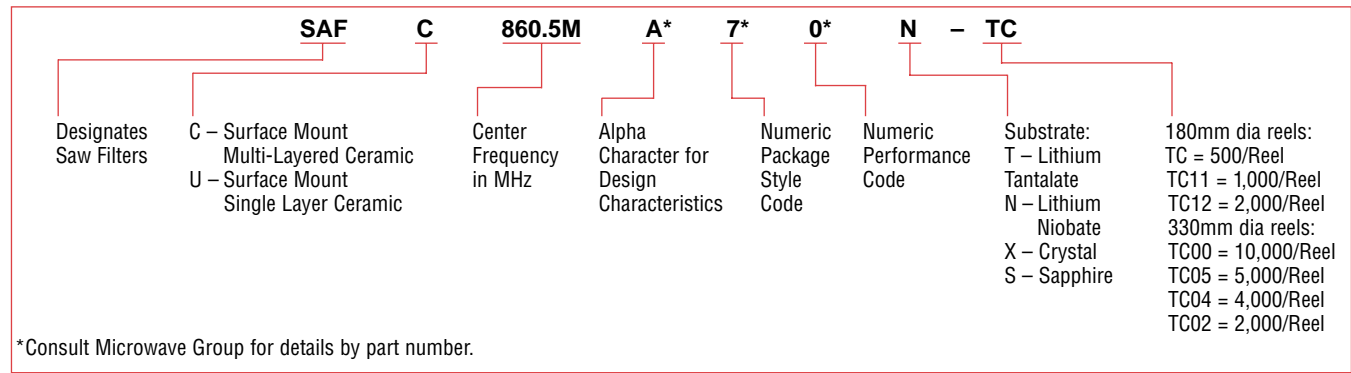 SAF C 860.5M A* 7* 0* N – TC
Designates
Saw Filters
C – Surface Mount
Multi-Layered Ceramic
U – Surface Mount
Single Layer Ceramic
Center
Frequency
in MHz
Alpha
Character for
Design
Characteristics
Numeric
Package
Style
Code
Numeric
Performance
Code
Substrate:
T – Lithium
Tantalate
N – Lithium
Niobate
X – Crystal
S – Sapphire
180mm dia reels:
TC = 500/Reel
TC11 = 1,000/Reel
TC12 = 2,000/Reel
330mm dia reels:
TC00 = 10,000/Reel
TC05 = 5,000/Reel
TC04 = 4,000/Reel
TC02 = 2,000/Reel
*Consult Microwave Group for details by part number.